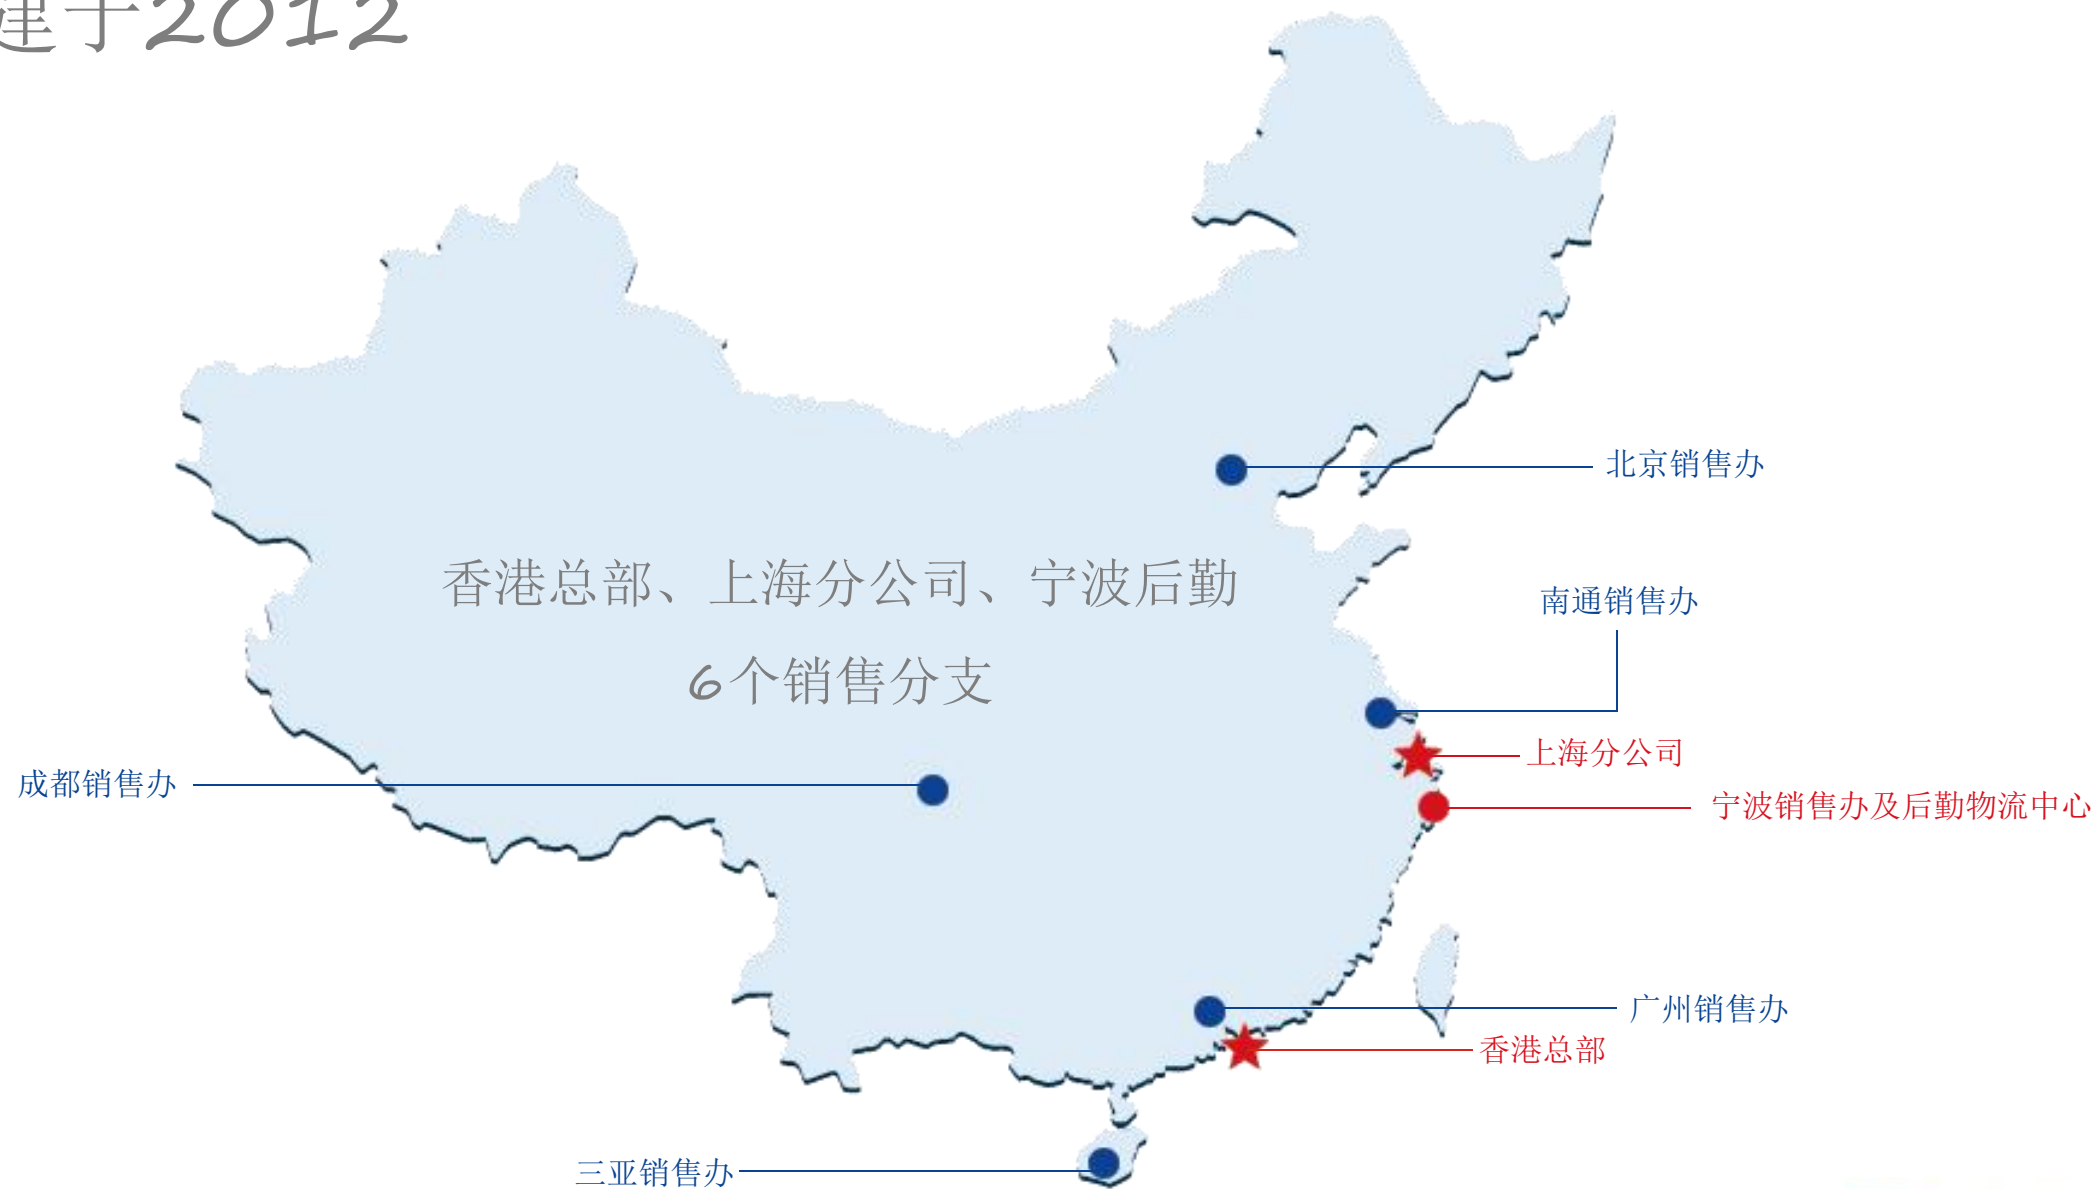 建于2012
北京销售办
香港总部、上海分公司、宁波后勤
南通销售办
6个销售分支
上海分公司
成都销售办
宁波销售办及后勤物流中心
广州销售办
香港总部
三亚销售办